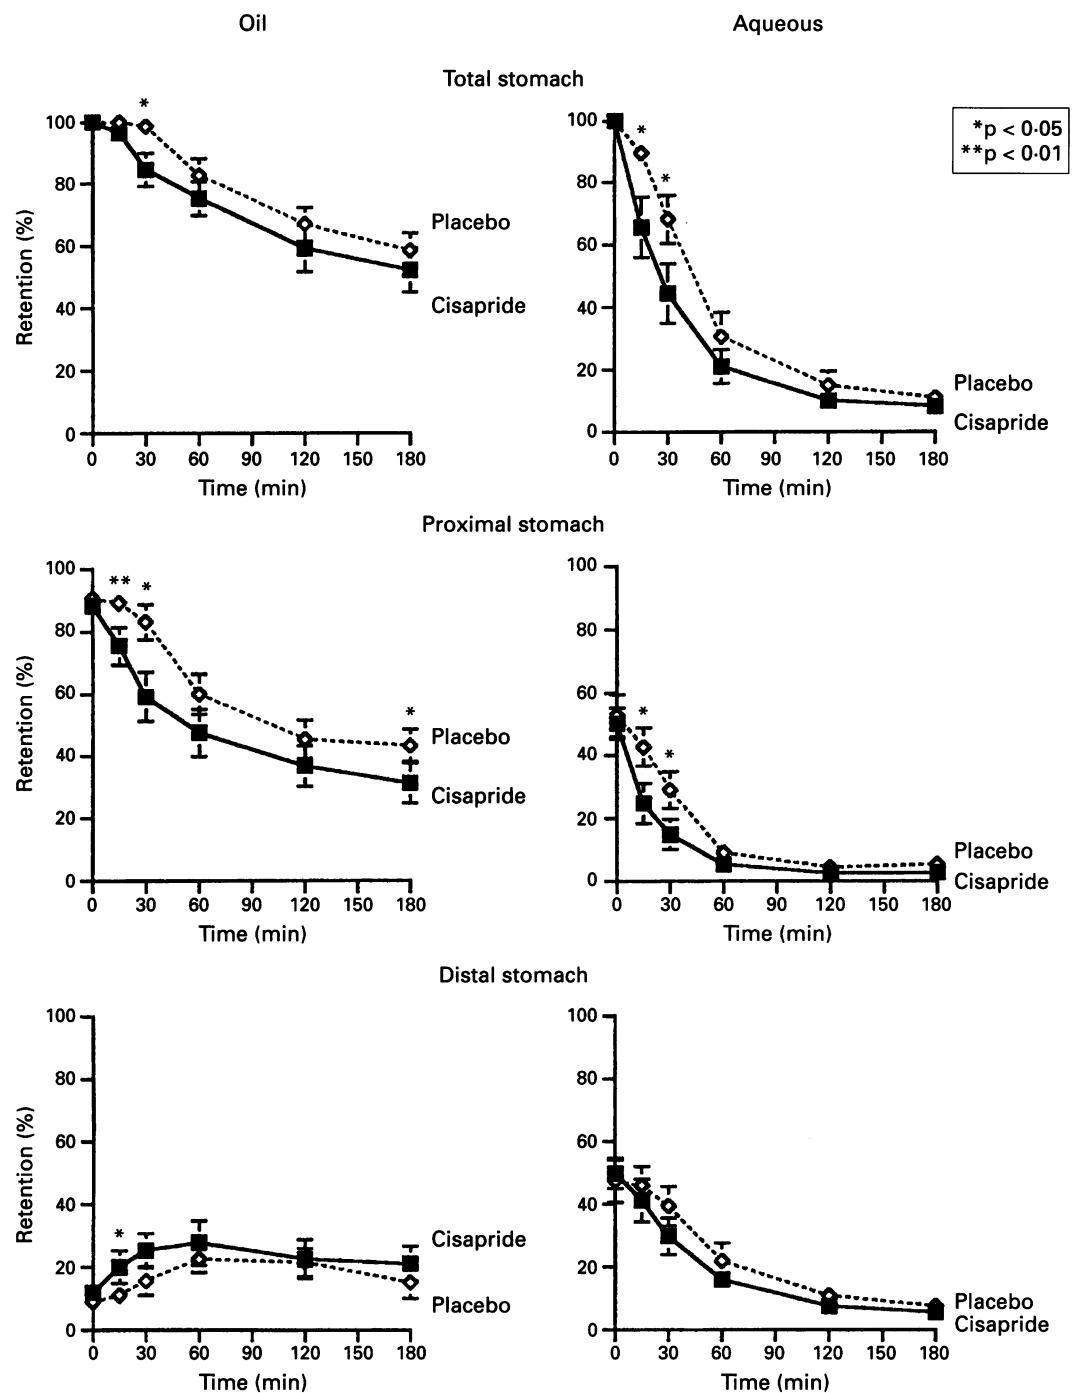 Oil
Aqueous
Total stomach
*
100
80
60
40
20
0
Retention (%)
0 30 60 90 120 150 180
Time (min)
Placebo
Cisapride
*
*
100
80
60
40
20
0
0 30 60 90 120 150 180
Time (min)
Placebo
Cisapride
*p < 0·05
**p < 0·01
Proximal stomach
** *
*
100
80
60
40
20
0
Retention (%)
0 30 60 90 120 150 180
Time (min)
Placebo
Cisapride
*
*
100
80
60
40
20
0
0 30 60 90 120 150 180
Time (min)
Placebo
Cisapride
Distal stomach
*
100
80
60
40
20
0
Retention (%)
0 30 60 90 120 150 180
Time (min)
Cisapride
Placebo
100
80
60
40
20
0
0 30 60 90 120 150 180
Time (min)
Placebo
Cisapride